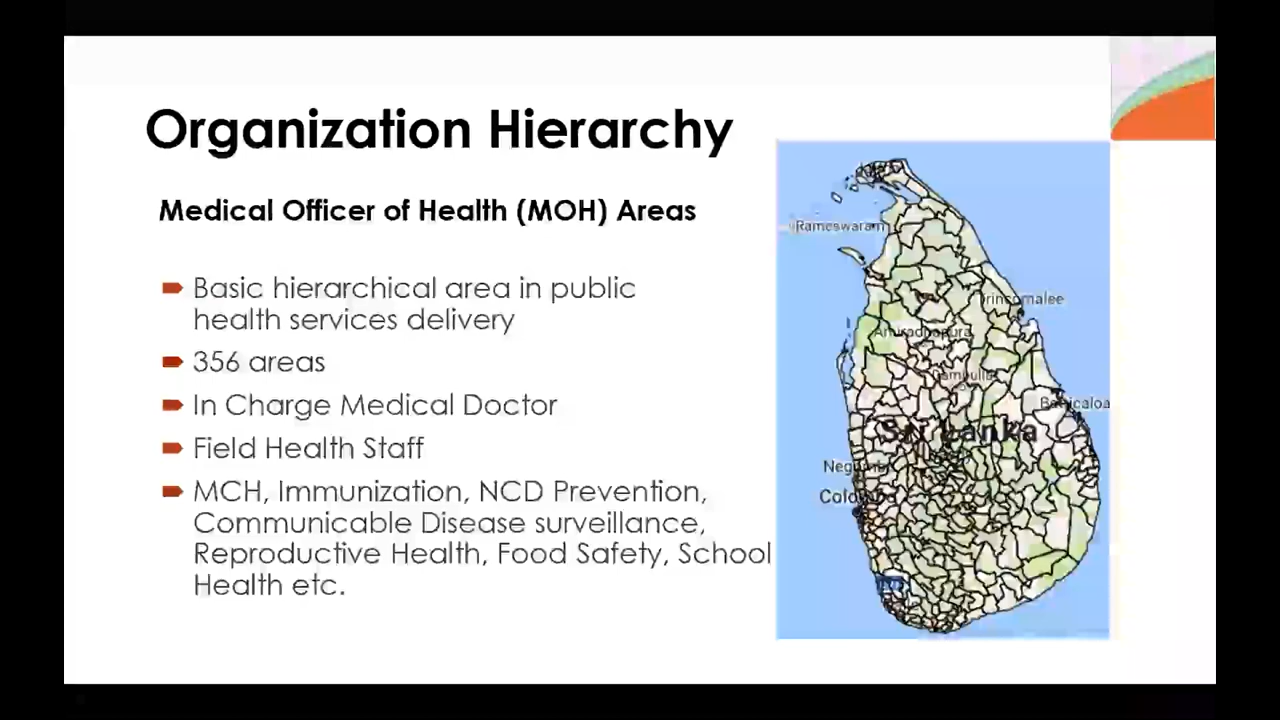 Organization Hierarchy
Medical Officer of Health (MOH) Areas
Basic hierarchical area in public
health services delivery
356 areas
In Charge Medical Doctor
Field Health Staff
MCH, Immunization, NCD Prevention,
Communicable Disease surveillance,
Reproductive Health, Food Safety, School
Health etc.
Rameswaram
Trincomalee
Anuradhapura
Dambulla
Batticaloa
Sri Lanka
Negombo
Colombo